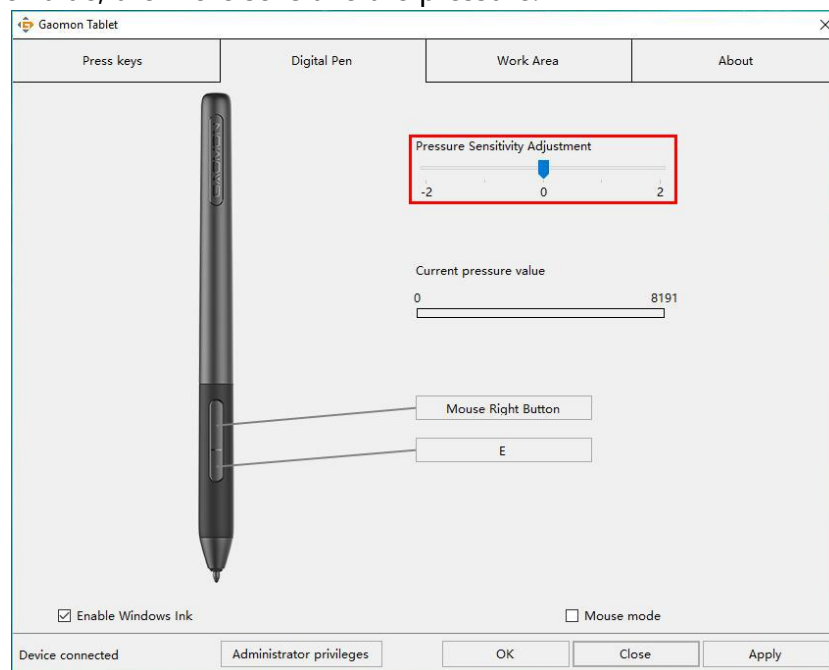 Gaomon Tablet
Press keys Digital Pen Work Area About
GAOMON
Pressure Sensitivity Adjustment
-2 0 2
Current pressure value
0 8191
Mouse Right Button
E
Enable Windows Ink Mouse mode
Device connected Administrator privileges OK Close Apply